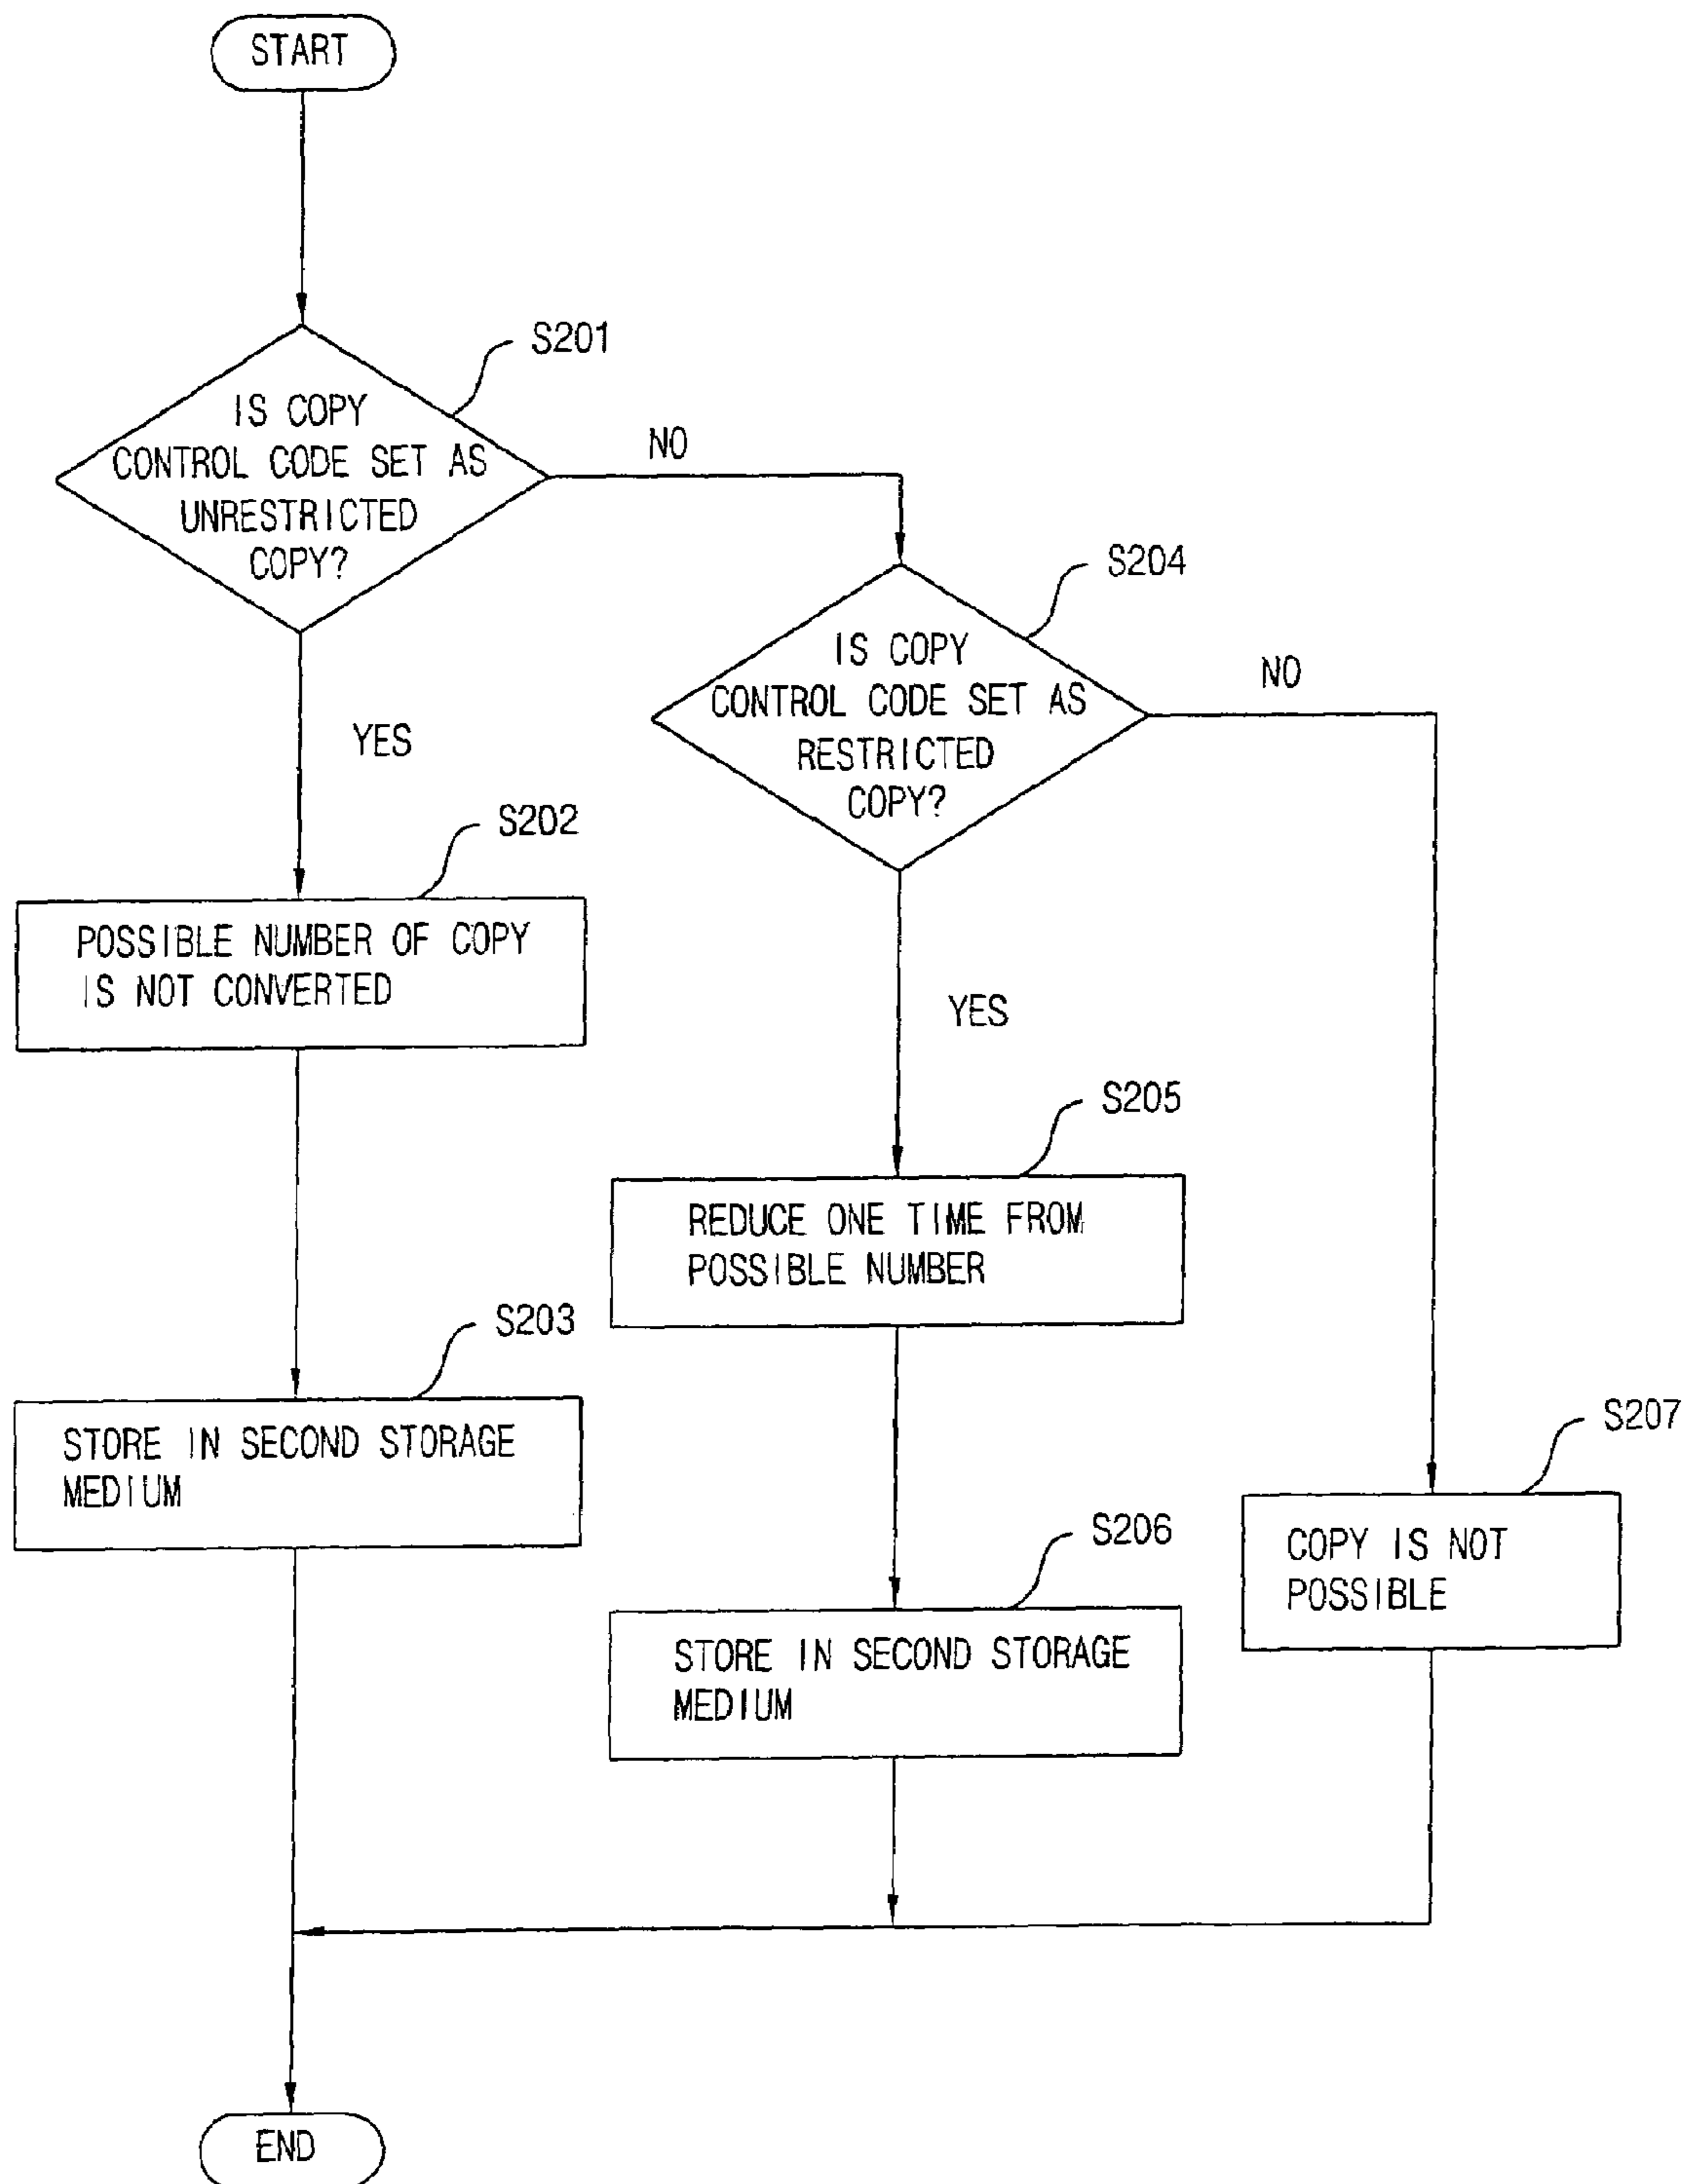 START
S201
IS COPY
CONTROL CODE SET AS
UNRESTRICTED
COPY?
NO
YES
S204
IS COPY
CONTROL CODE SET AS
RESTRICTED
COPY?
NO
YES
S202
POSSIBLE NUMBER OF COPY
IS NOT CONVERTED
S205
REDUCE ONE TIME FROM
POSSIBLE NUMBER
S203
STORE IN SECOND STORAGE
MEDIUM
S206
STORE IN SECOND STORAGE
MEDIUM
S207
COPY IS NOT
POSSIBLE
END